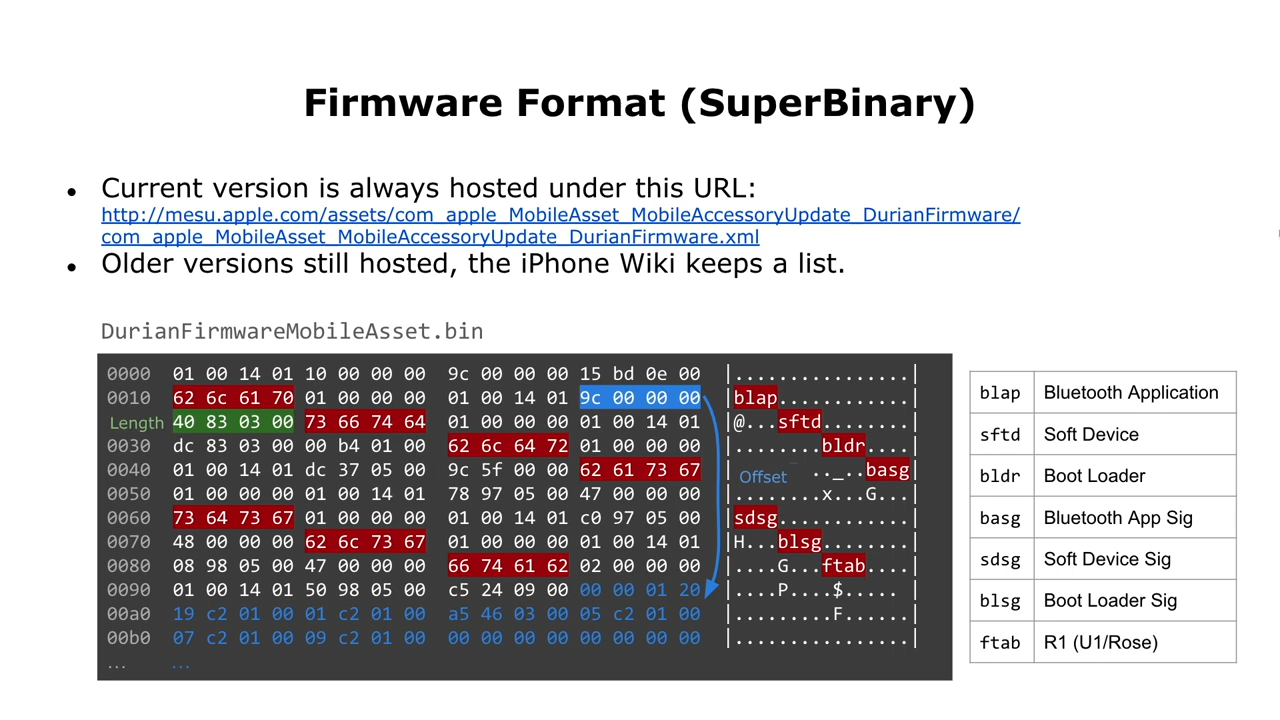 Firmware Format (SuperBinary)
● Current version is always hosted under this URL:
http://mesu.apple.com/assets/com_apple_MobileAsset_MobileAccessoryUpdate_DurianFirmware/
com_apple_MobileAsset_MobileAccessoryUpdate_DurianFirmware.xml
● Older versions still hosted, the iPhone Wiki keeps a list.
DurianFirmwareMobileAsset.bin
0000 01 00 14 01 10 00 00 00 9c 00 00 00 15 bd 0e 00 |................|
0010 62 6c 61 70 01 00 00 00 01 00 14 01 9c 00 00 00 |blap............|
Length 40 83 03 00 73 66 74 64 01 00 00 00 01 00 14 01 |@...sftd........|
0030 dc 83 03 00 00 b4 01 00 62 6c 64 72 01 00 00 00 |........bldr....|
0040 01 00 14 01 dc 37 05 00 9c 5f 00 00 62 61 73 67 | Offset .._..basg|
0050 01 00 00 00 01 00 14 01 78 97 05 00 47 00 00 00 |........x...G...|
0060 73 64 73 67 01 00 00 00 01 00 14 01 c0 97 05 00 |sdsg............|
0070 48 00 00 00 62 6c 73 67 01 00 00 00 01 00 14 01 |H...blsg........|
0080 08 98 05 00 47 00 00 00 66 74 61 62 02 00 00 00 |....G...ftab....|
0090 01 00 14 01 50 98 05 00 c5 24 09 00 00 00 01 20 |....P....$..... |
00a0 19 c2 01 00 01 c2 01 00 a5 46 03 00 05 c2 01 00 |.........F......|
00b0 07 c2 01 00 09 c2 01 00 00 00 00 00 00 00 00 00 |................|
... ...
blap Bluetooth Application
sftd Soft Device
bldr Boot Loader
basg Bluetooth App Sig
sdsg Soft Device Sig
blsg Boot Loader Sig
ftab R1 (U1/Rose)